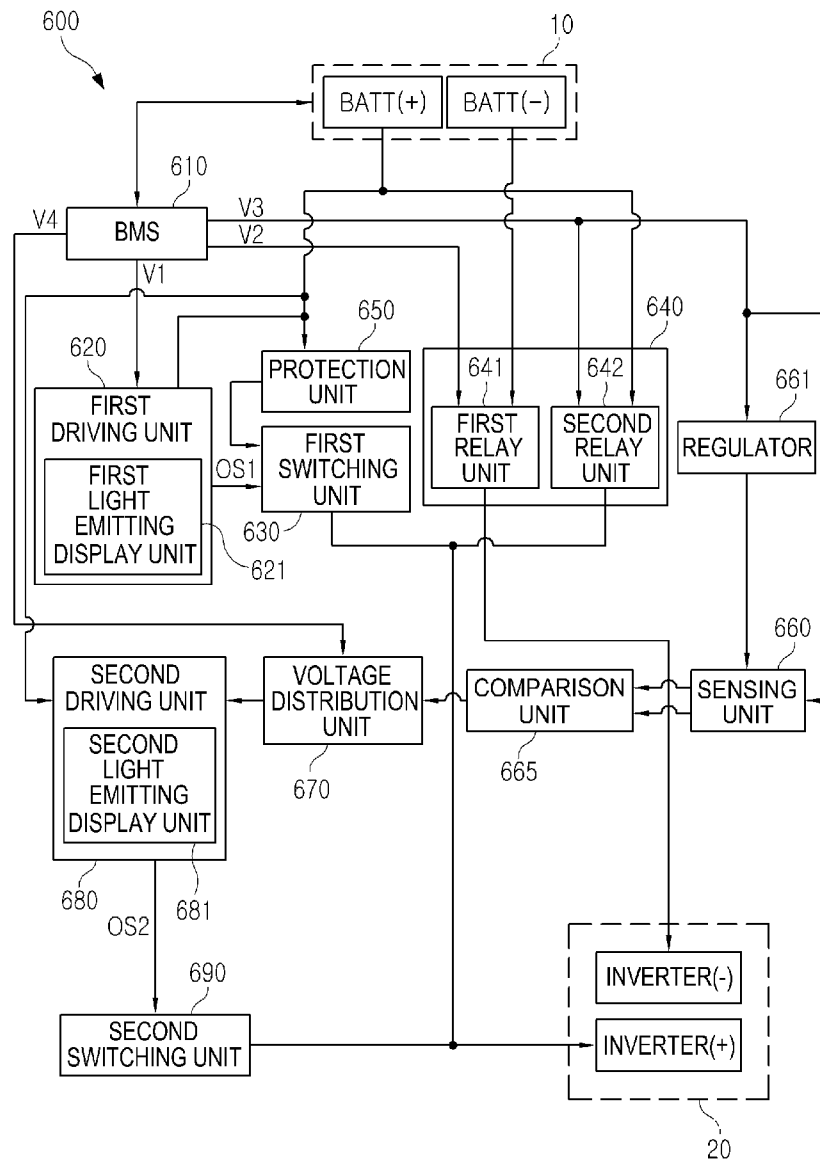 600
10
BATT(+)
BATT(-)
610
V4
BMS
V3
V2
V1
650
640
620
PROTECTION
UNIT
641
642
661
FIRST
DRIVING UNIT
FIRST
RELAY
UNIT
SECOND
RELAY
UNIT
REGULATOR
FIRST
SWITCHING
UNIT
OS1
FIRST
LIGHT
EMITTING
DISPLAY UNIT
630
621
660
SECOND
DRIVING UNIT
VOLTAGE
DISTRIBUTION
UNIT
COMPARISON
UNIT
SENSING
UNIT
SECOND
LIGHT
EMITTING
DISPLAY UNIT
670
665
680
681
OS2
690
INVERTER(-)
SECOND
SWITCHING UNIT
INVERTER(+)
20